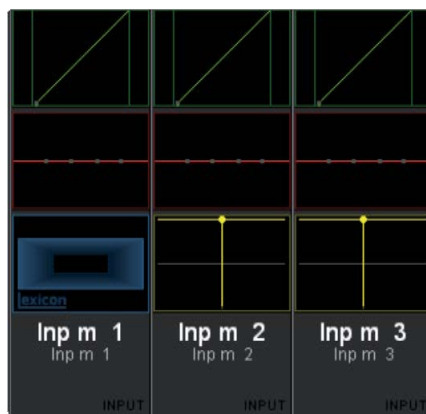 lexicon
Inp m 1
Inp m 1
INPUT
Inp m 2
Inp m 2
INPUT
Inp m 3
Inp m 3
INPUT